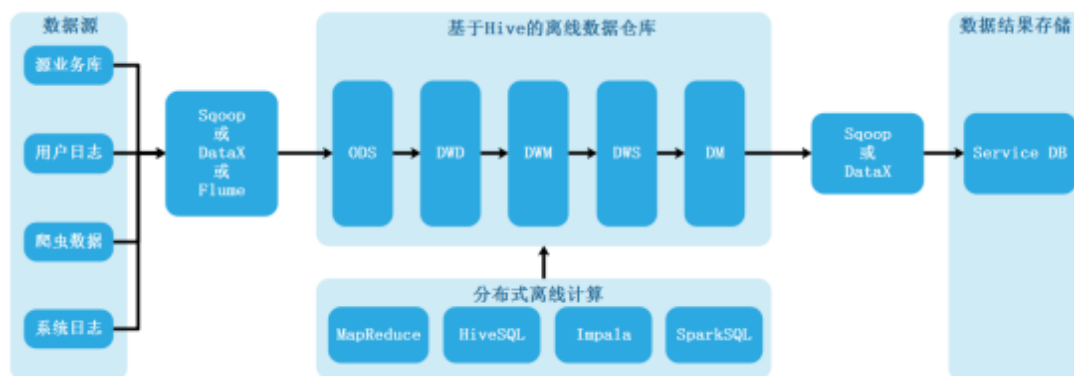 数据源
源业务库
用户日志
爬虫数据
系统日志
Sqoop
或
DataX
或
Flume
基于Hive的离线数据仓库
ODS
DWD
DWM
DWS
DM
分布式离线计算
MapReduce
HiveSQL
Impala
SparkSQL
Sqoop
或
DataX
数据结果存储
Service DB